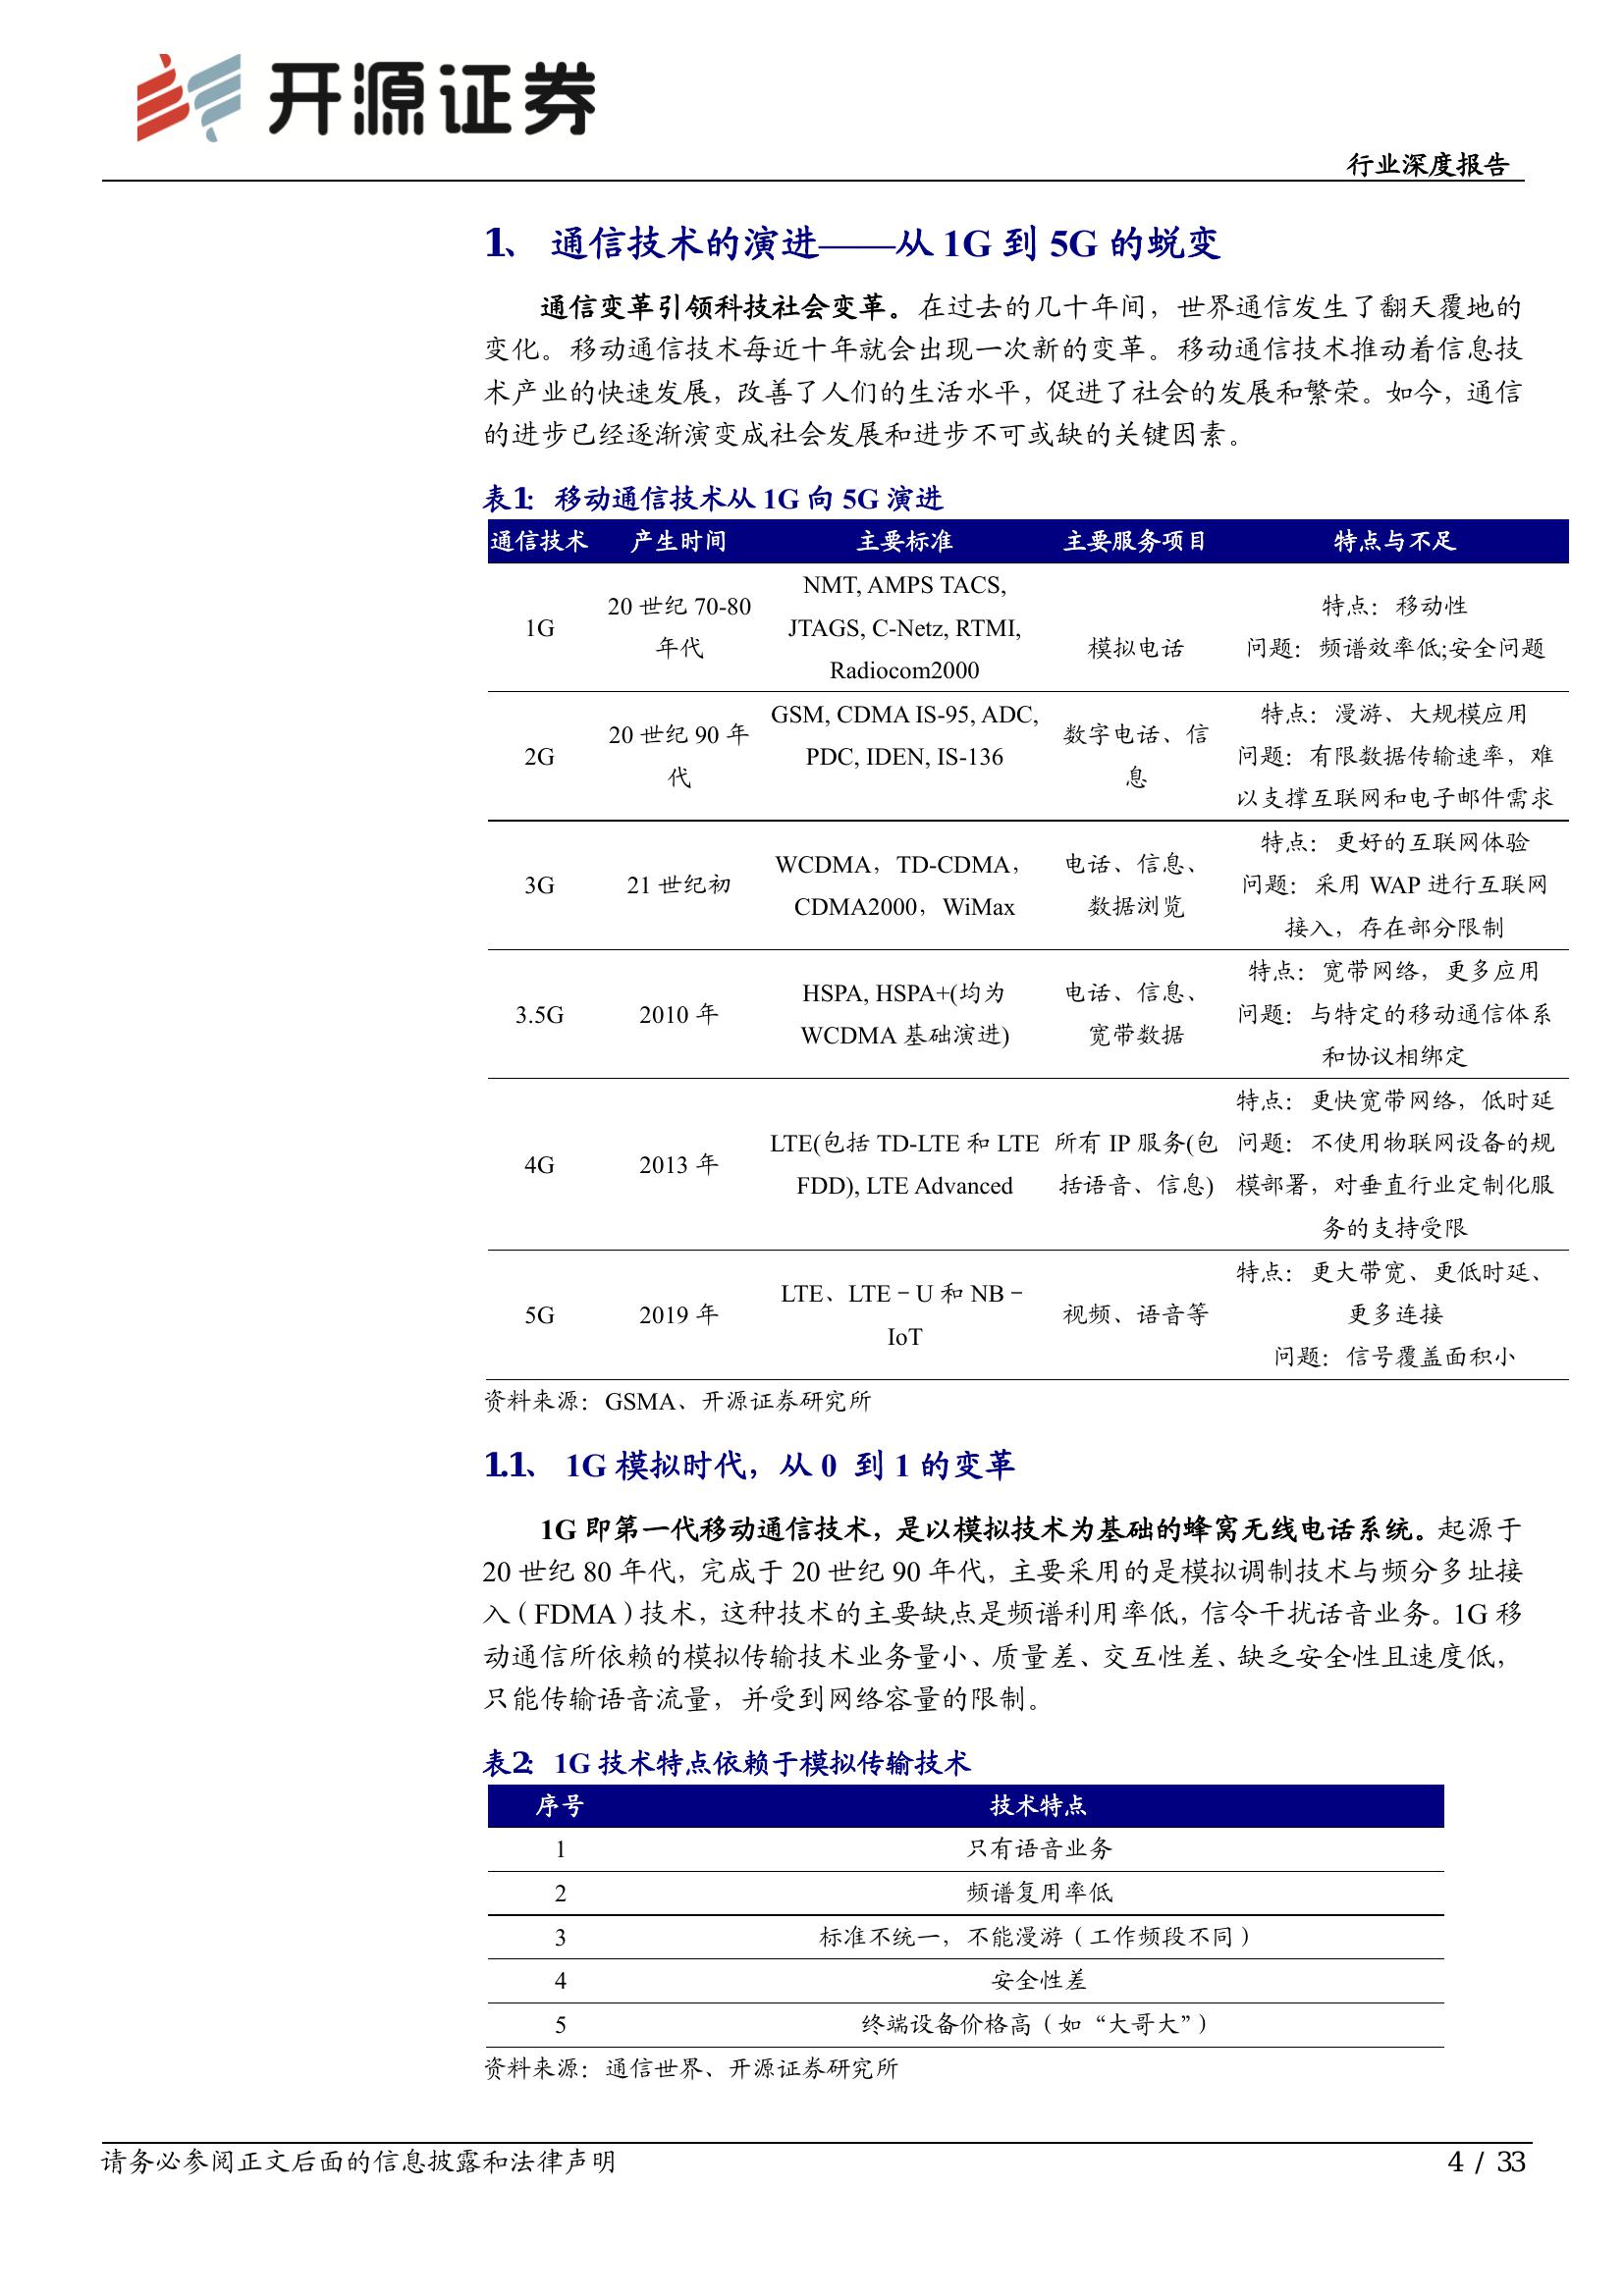 开源证券
行业深度报告
1、 通信技术的演进——从 1G 到 5G 的蜕变
通信变革引领科技社会变革。在过去的几十年间，世界通信发生了翻天覆地的
变化。移动通信技术每近十年就会出现一次新的变革。移动通信技术推动着信息技
术产业的快速发展，改善了人们的生活水平，促进了社会的发展和繁荣。如今，通信
的进步已经逐渐演变成社会发展和进步不可或缺的关键因素。
表1： 移动通信技术从 1G 向 5G 演进
通信技术 产生时间 主要标准 主要服务项目 特点与不足
1G
20 世纪 70-80
年代
NMT, AMPS TACS,
JTAGS, C-Netz, RTMI,
Radiocom2000
模拟电话
特点：移动性
问题：频谱效率低;安全问题
2G
20 世纪 90 年
代
GSM, CDMA IS-95, ADC,
PDC, IDEN, IS-136
数字电话、信
息
特点：漫游、大规模应用
问题：有限数据传输速率，难
以支撑互联网和电子邮件需求
3G
21 世纪初
WCDMA，TD-CDMA，
CDMA2000，WiMax
电话、信息、
数据浏览
特点：更好的互联网体验
问题：采用 WAP 进行互联网
接入，存在部分限制
3.5G
2010 年
HSPA, HSPA+(均为
WCDMA 基础演进)
电话、信息、
宽带数据
特点：宽带网络，更多应用
问题：与特定的移动通信体系
和协议相绑定
4G
2013 年
LTE(包括 TD-LTE 和 LTE
FDD), LTE Advanced
所有 IP 服务(包
括语音、信息)
特点：更快宽带网络，低时延
问题：不使用物联网设备的规
模部署，对垂直行业定制化服
务的支持受限
5G
2019 年
LTE、LTE－U 和 NB－
IoT
视频、语音等
特点：更大带宽、更低时延、
更多连接
问题：信号覆盖面积小
资料来源：GSMA、开源证券研究所
1.1、 1G 模拟时代，从 0 到 1 的变革
1G 即第一代移动通信技术，是以模拟技术为基础的蜂窝无线电话系统。起源于
20 世纪 80 年代，完成于 20 世纪 90 年代，主要采用的是模拟调制技术与频分多址接
入（FDMA）技术，这种技术的主要缺点是频谱利用率低，信令干扰话音业务。1G 移
动通信所依赖的模拟传输技术业务量小、质量差、交互性差、缺乏安全性且速度低，
只能传输语音流量，并受到网络容量的限制。
表2： 1G 技术特点依赖于模拟传输技术
序号 技术特点
1 只有语音业务
2 频谱复用率低
3 标准不统一，不能漫游（工作频段不同）
4 安全性差
5 终端设备价格高（如“大哥大”）
资料来源：通信世界、开源证券研究所
请务必参阅正文后面的信息披露和法律声明
4 / 33